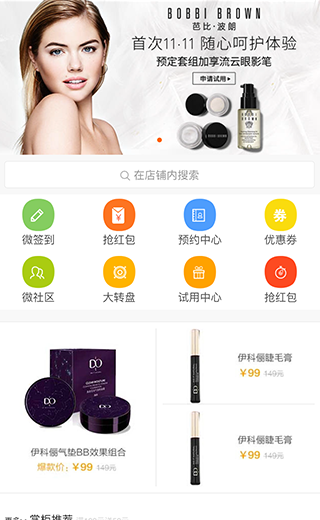 BOBBI BROWN
芭比·波朗
首次11·11 随心呵护体验
预定套组加享流云眼影笔
申请试用
BOBBI
BROWN
在店铺内搜索
微签到
抢红包
预约中心
券
优惠券
微社区
大转盘
试用中心
抢红包
DO
DO
伊科俪气垫BB效果组合
爆款价：￥99 149元
伊科俪睫毛膏
￥99 149元
伊科俪睫毛膏
￥99 149元
掌柜推荐